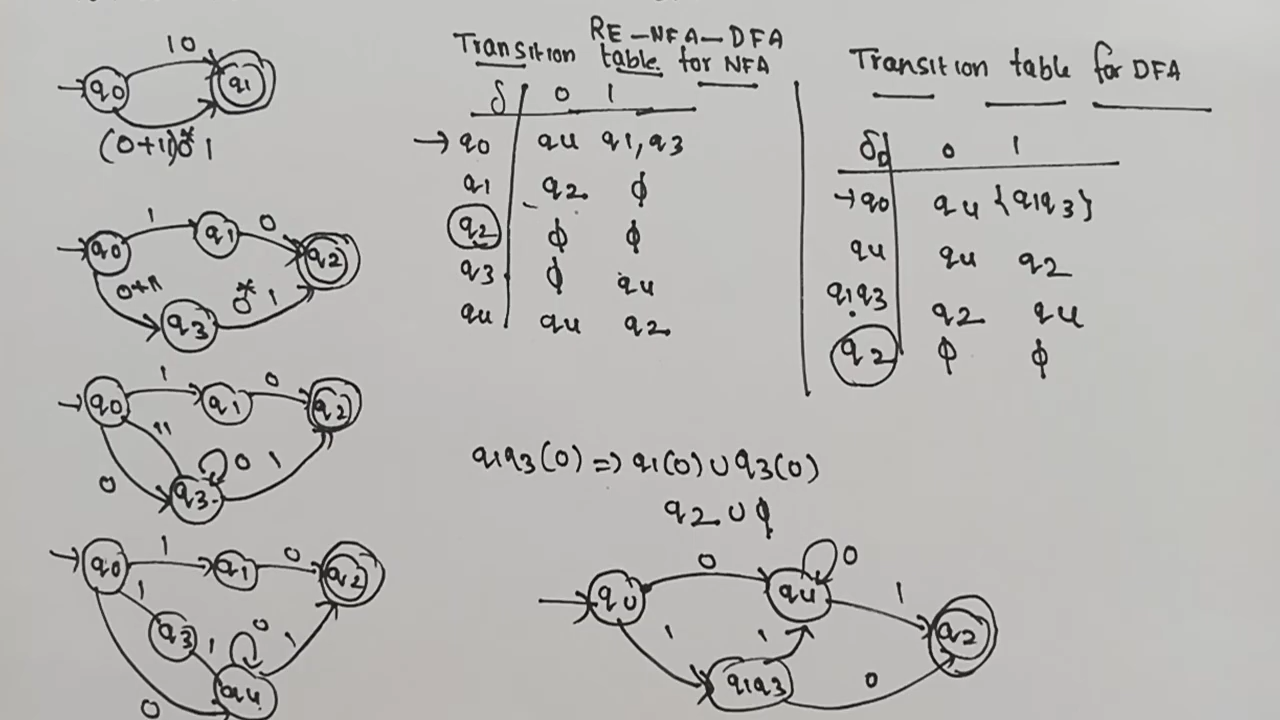 RE-NFA-DFA
10
q0 q1
(0+11)0* 1
1 0
q0 q1 q2
0+11 0* 1
q3
1 0
q0 q1 q2
11 0 1
0 q3
1 0
q0 q1 q2
1 0 1
q3 1
0 q4
Transition table for NFA
δ 0 1
→ q0 q4 q1, q3
q1 q2 ϕ
q2 ϕ ϕ
q3 ϕ q4
q4 q4 q2
Transition table for DFA
δD 0 1
→ q0 q4 {q1q3}
q4 q4 q2
q1q3 q2 q4
q2 ϕ ϕ
q1q3(0) => q1(0) ∪ q3(0)
q2 ∪ ϕ
0 0
q0 q4 1
1 1 q2
q1q3 0